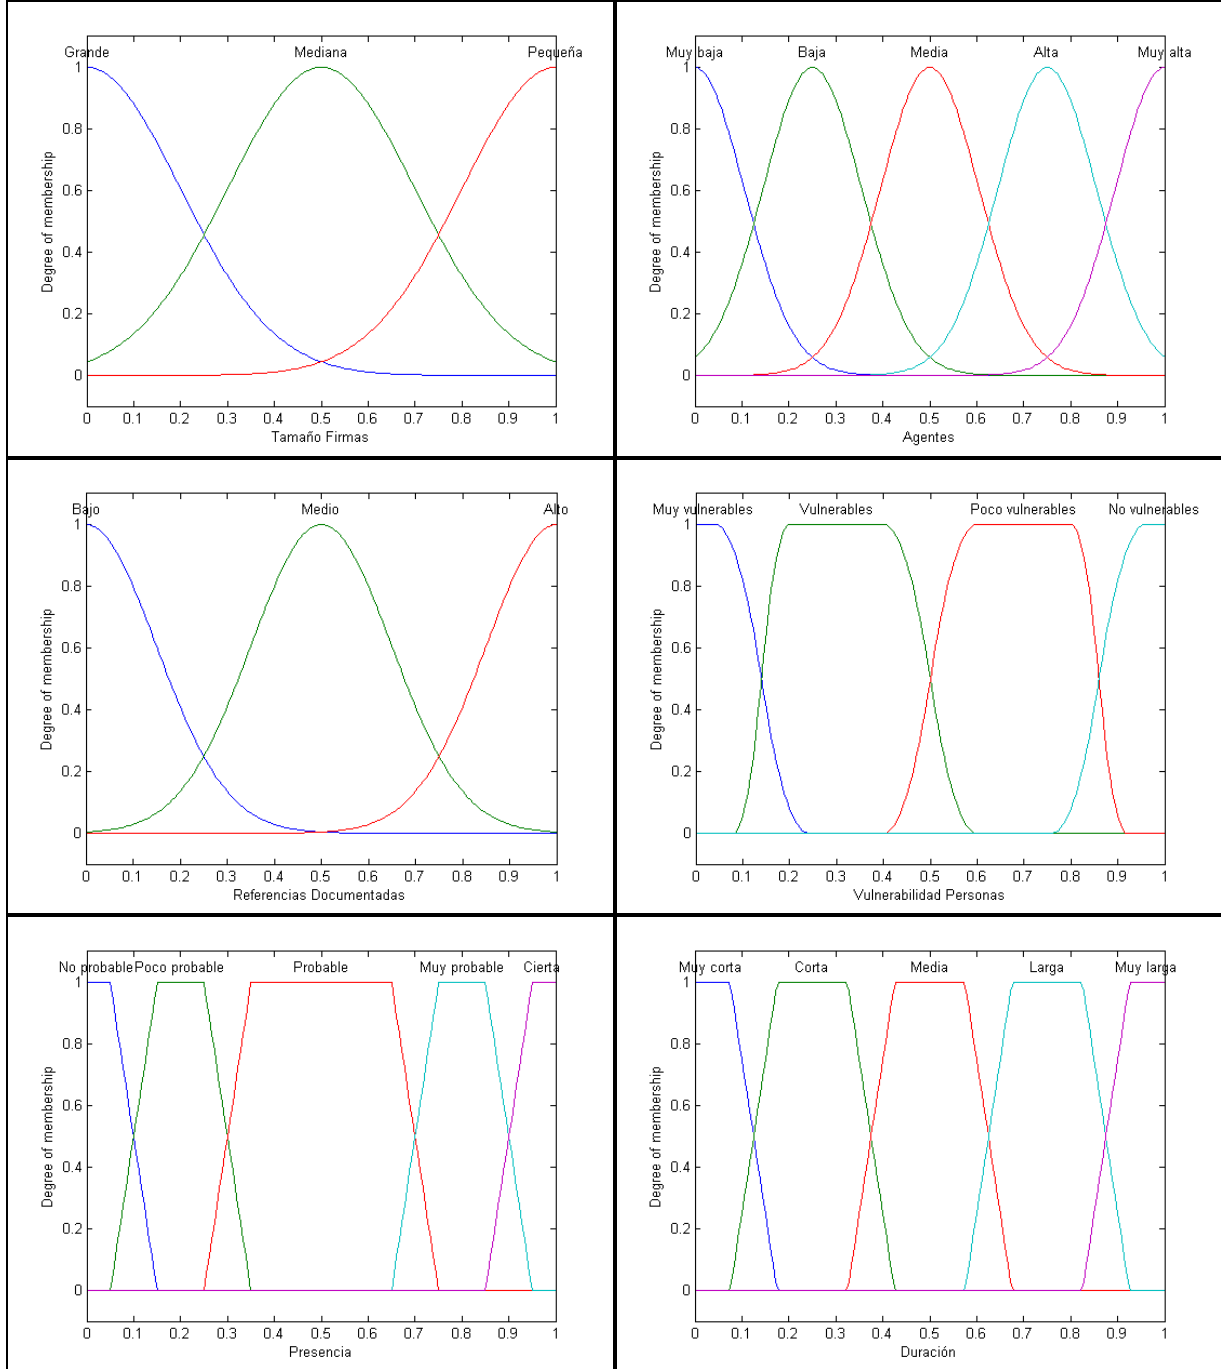 Grande Mediana Pequeña
1
0.8
0.6
0.4
0.2
0
Degree of membership
0 0.1 0.2 0.3 0.4 0.5 0.6 0.7 0.8 0.9 1
Tamaño Firmas
Muy baja Baja Media Alta Muy alta
1
0.8
0.6
0.4
0.2
0
Degree of membership
0 0.1 0.2 0.3 0.4 0.5 0.6 0.7 0.8 0.9 1
Agentes
Bajo Medio Alto
1
0.8
0.6
0.4
0.2
0
Degree of membership
0 0.1 0.2 0.3 0.4 0.5 0.6 0.7 0.8 0.9 1
Referencias Documentadas
Muy vulnerables Vulnerables Poco vulnerables No vulnerables
1
0.8
0.6
0.4
0.2
0
Degree of membership
0 0.1 0.2 0.3 0.4 0.5 0.6 0.7 0.8 0.9 1
Vulnerabilidad Personas
No probable Poco probable Probable Muy probable Cierta
1
0.8
0.6
0.4
0.2
0
Degree of membership
0 0.1 0.2 0.3 0.4 0.5 0.6 0.7 0.8 0.9 1
Presencia
Muy corta Corta Media Larga Muy larga
1
0.8
0.6
0.4
0.2
0
Degree of membership
0 0.1 0.2 0.3 0.4 0.5 0.6 0.7 0.8 0.9 1
Duración